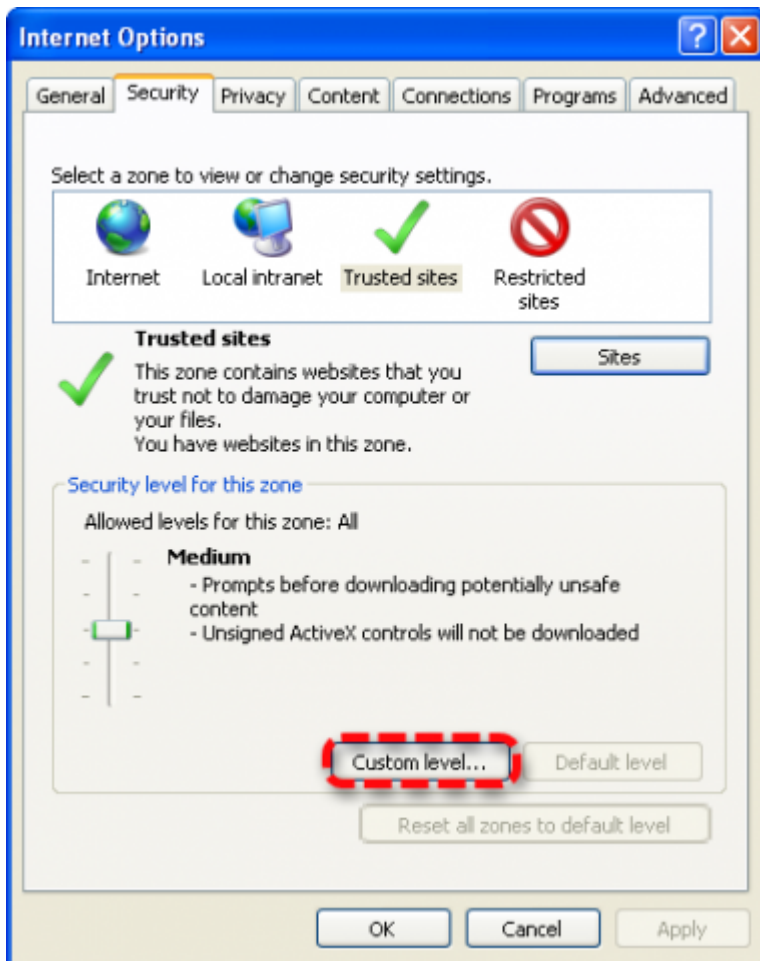 Internet Options
General Security Privacy Content Connections Programs Advanced
Select a zone to view or change security settings.
Internet Local intranet Trusted sites Restricted
sites
Trusted sites
Sites
This zone contains websites that you
trust not to damage your computer or
your files.
You have websites in this zone.
Security level for this zone
Allowed levels for this zone: All
Medium
- Prompts before downloading potentially unsafe
content
- Unsigned ActiveX controls will not be downloaded
Custom level... Default level
Reset all zones to default level
OK Cancel Apply